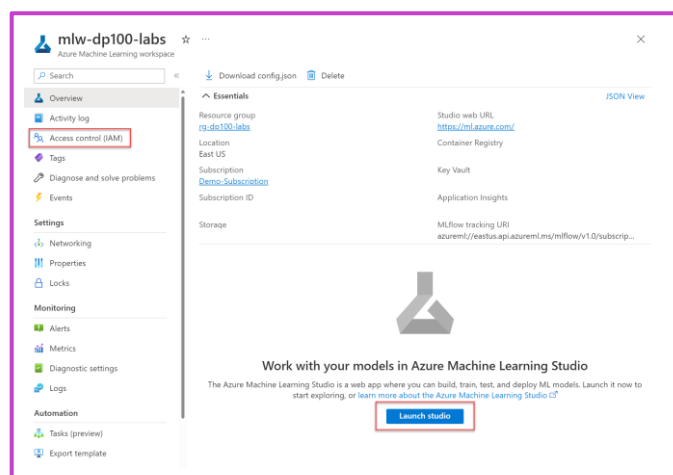 mlw-dp100-labs ☆ ...
Azure Machine Learning workspace
Search
«
Download config.json
Delete
Overview
Activity log
Access control (IAM)
Tags
Diagnose and solve problems
Events
Settings
Networking
Properties
Locks
Monitoring
Alerts
Metrics
Diagnostic settings
Logs
Automation
Tasks (preview)
Export template
Essentials
JSON View
Resource group
rg-dp100-labs
Location
East US
Subscription
Demo-Subscription
Subscription ID
Storage
Studio web URL
https://ml.azure.com/
Container Registry
Key Vault
Application Insights
MLflow tracking URI
azureml://eastus.api.azureml.ms/mlflow/v1.0/subscrip...
Work with your models in Azure Machine Learning Studio
The Azure Machine Learning Studio is a web app where you can build, train, test, and deploy ML models. Launch it now to
start exploring, or learn more about the Azure Machine Learning Studio
Launch studio